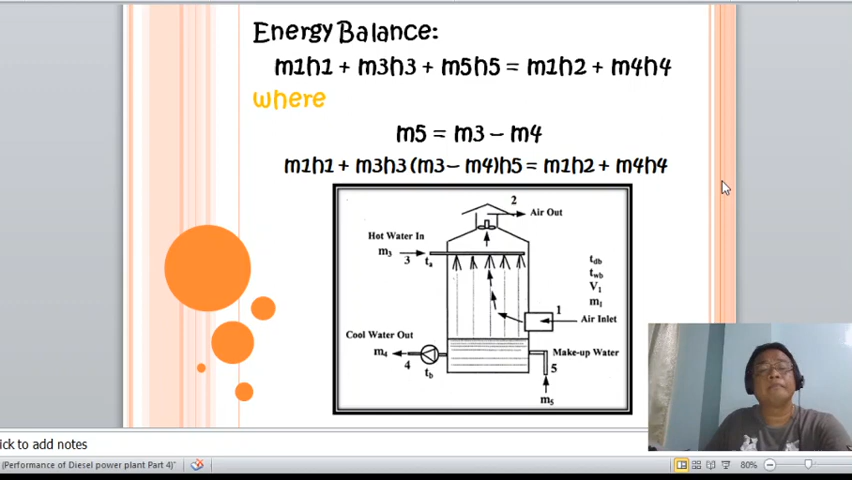 Energy Balance:
m1h1 + m3h3 + m5h5 = m1h2 + m4h4
where
m5 = m3 – m4
m1h1 + m3h3 (m3 – m4)h5 = m1h2 + m4h4
2
Air Out
Hot Water In
m3
3
ta
tdb
twb
V1
m1
1
Air Inlet
Cool Water Out
m4
4
tb
Make-up Water
5
m5
ick to add notes
(Performance of Diesel power plant Part 4)"
80%